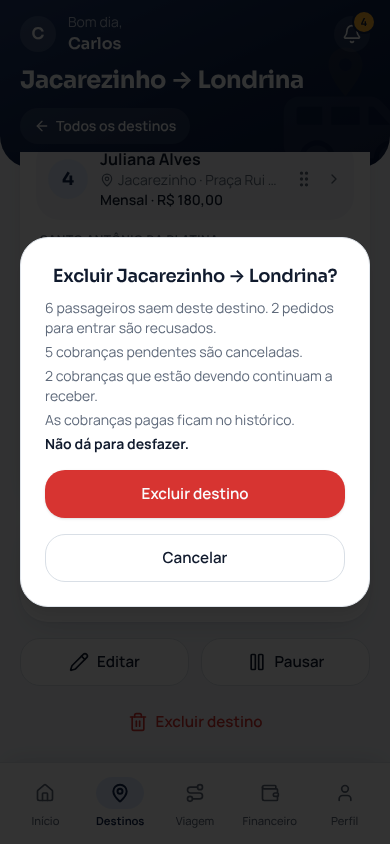 C
Bom dia,
Carlos
4
Jacarezinho → Londrina
← Todos os destinos
Juliana Alves
4
Jacarezinho · Praça Rui ...
Mensal · R$ 180,00
Excluir Jacarezinho → Londrina?
6 passageiros saem deste destino. 2 pedidos
para entrar são recusados.
5 cobranças pendentes são canceladas.
2 cobranças que estão devendo continuam a
receber.
As cobranças pagas ficam no histórico.
Não dá para desfazer.
Excluir destino
Cancelar
Editar
Pausar
Excluir destino
Início
Destinos
Viagem
Financeiro
Perfil